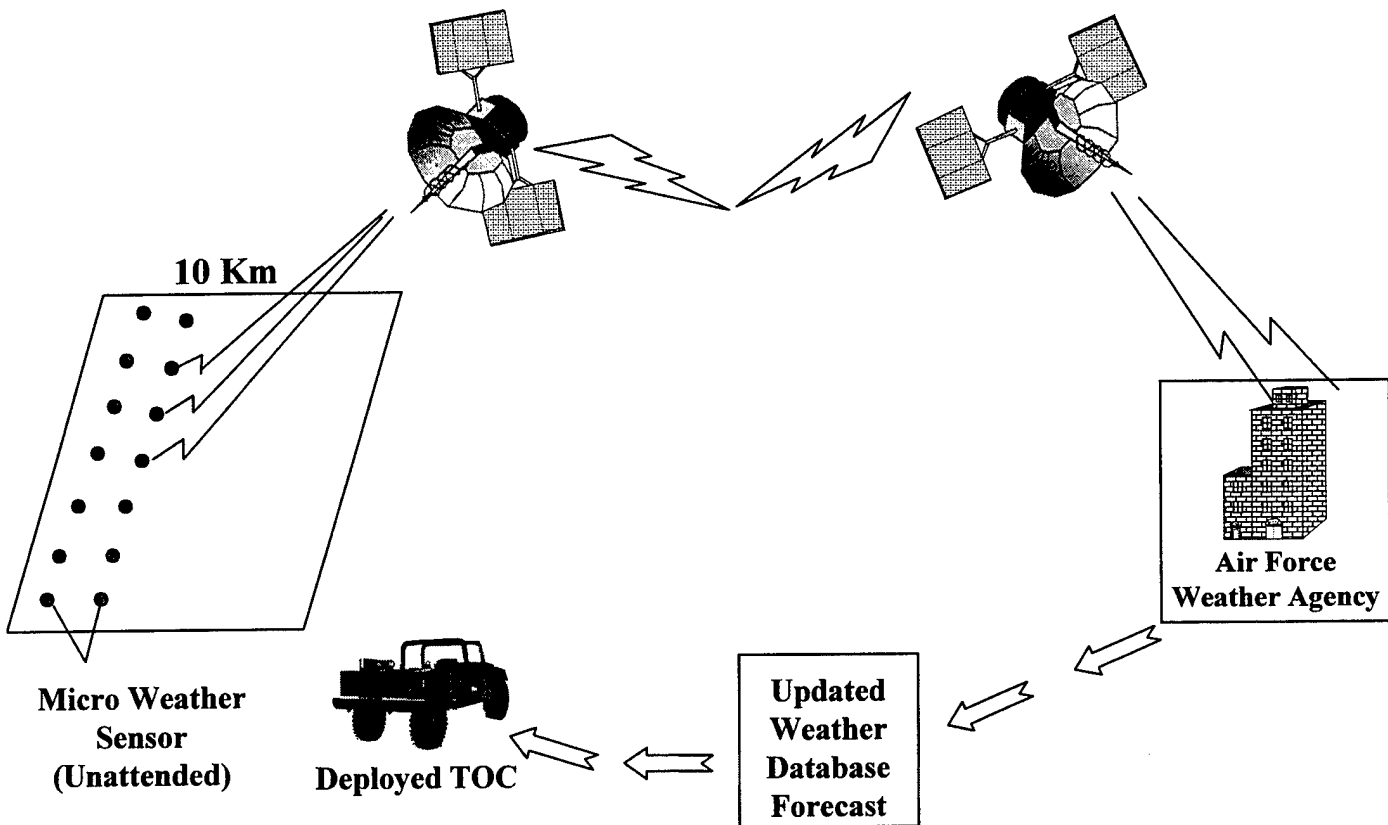 10 Km
Air Force
Weather Agency
Micro Weather
Sensor
(Unattended)
Deployed TOC
Updated
Weather
Database
Forecast